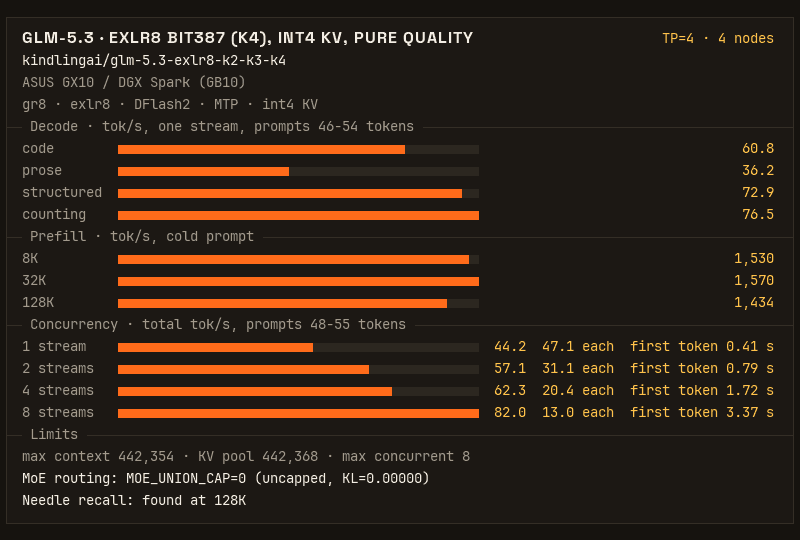 GLM-5.3 · EXLR8 BIT387 (K4), INT4 KV, PURE QUALITY TP=4 · 4 nodes
kindlingai/glm-5.3-exlr8-k2-k3-k4
ASUS GX10 / DGX Spark (GB10)
gr8 · exlr8 · DFlash2 · MTP · int4 KV
Decode · tok/s, one stream, prompts 46-54 tokens
code 60.8
prose 36.2
structured 72.9
counting 76.5
Prefill · tok/s, cold prompt
8K 1,530
32K 1,570
128K 1,434
Concurrency · total tok/s, prompts 48-55 tokens
1 stream 44.2 47.1 each first token 0.41 s
2 streams 57.1 31.1 each first token 0.79 s
4 streams 62.3 20.4 each first token 1.72 s
8 streams 82.0 13.0 each first token 3.37 s
Limits
max context 442,354 · KV pool 442,368 · max concurrent 8
MoE routing: MOE_UNION_CAP=0 (uncapped, KL=0.00000)
Needle recall: found at 128K